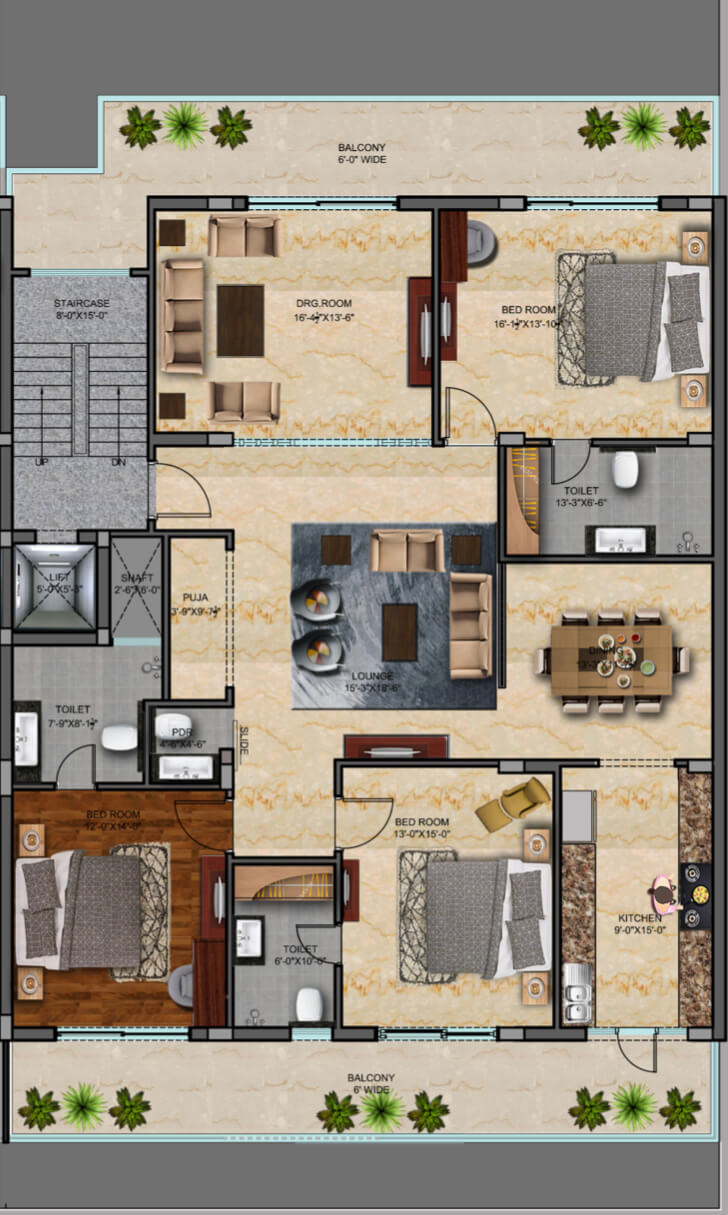 BALCONY
6'-0" WIDE
STAIRCASE
8'-0"X15'-0"
DRG.ROOM
16'-4½"X13'-6"
BED ROOM
16'-1½"X13'-10½"
UP
DN
TOILET
13'-3"X6'-6"
LIFT
5'-0"X5'-3"
SHAFT
2'-6"X6'-0"
PUJA
3'-9"X9'-7½"
LOUNGE
15'-3"X18'-6"
DINING
TOILET
7'-9"X8'-1½"
PDR.
4'-6"X4'-6"
SLIDE
BED ROOM
12'-0"X14'-0"
BED ROOM
13'-0"X15'-0"
KITCHEN
9'-0"X15'-0"
TOILET
6'-0"X10'-6"
BALCONY
6' WIDE